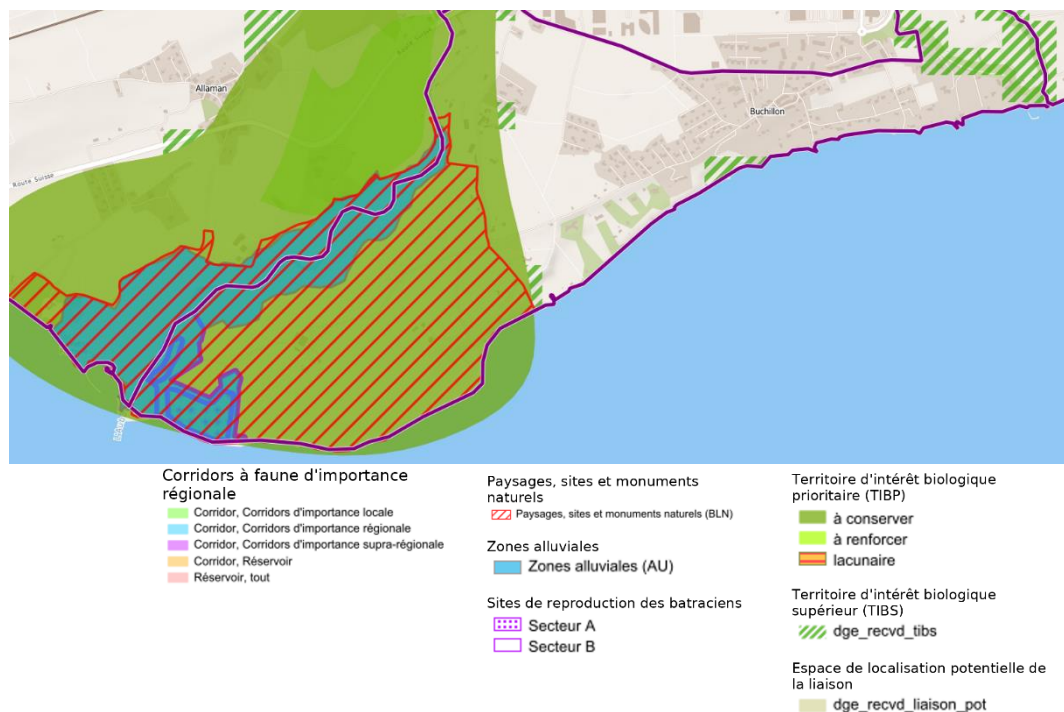 Allaman
Buchillon
Route Suisse
Corridors à faune d'importance
régionale
Corridor, Corridors d'importance locale
Corridor, Corridors d'importance régionale
Corridor, Corridors d'importance supra-régionale
Corridor, Réservoir
Réservoir, tout
Paysages, sites et monuments
naturels
Paysages, sites et monuments naturels (BLN)
Zones alluviales
Zones alluviales (AU)
Sites de reproduction des batraciens
Secteur A
Secteur B
Territoire d'intérêt biologique
prioritaire (TIBP)
à conserver
à renforcer
lacunaire
Territoire d'intérêt biologique
supérieur (TIBS)
dge_recvd_tibs
Espace de localisation potentielle de
la liaison
dge_recvd_liaison_pot